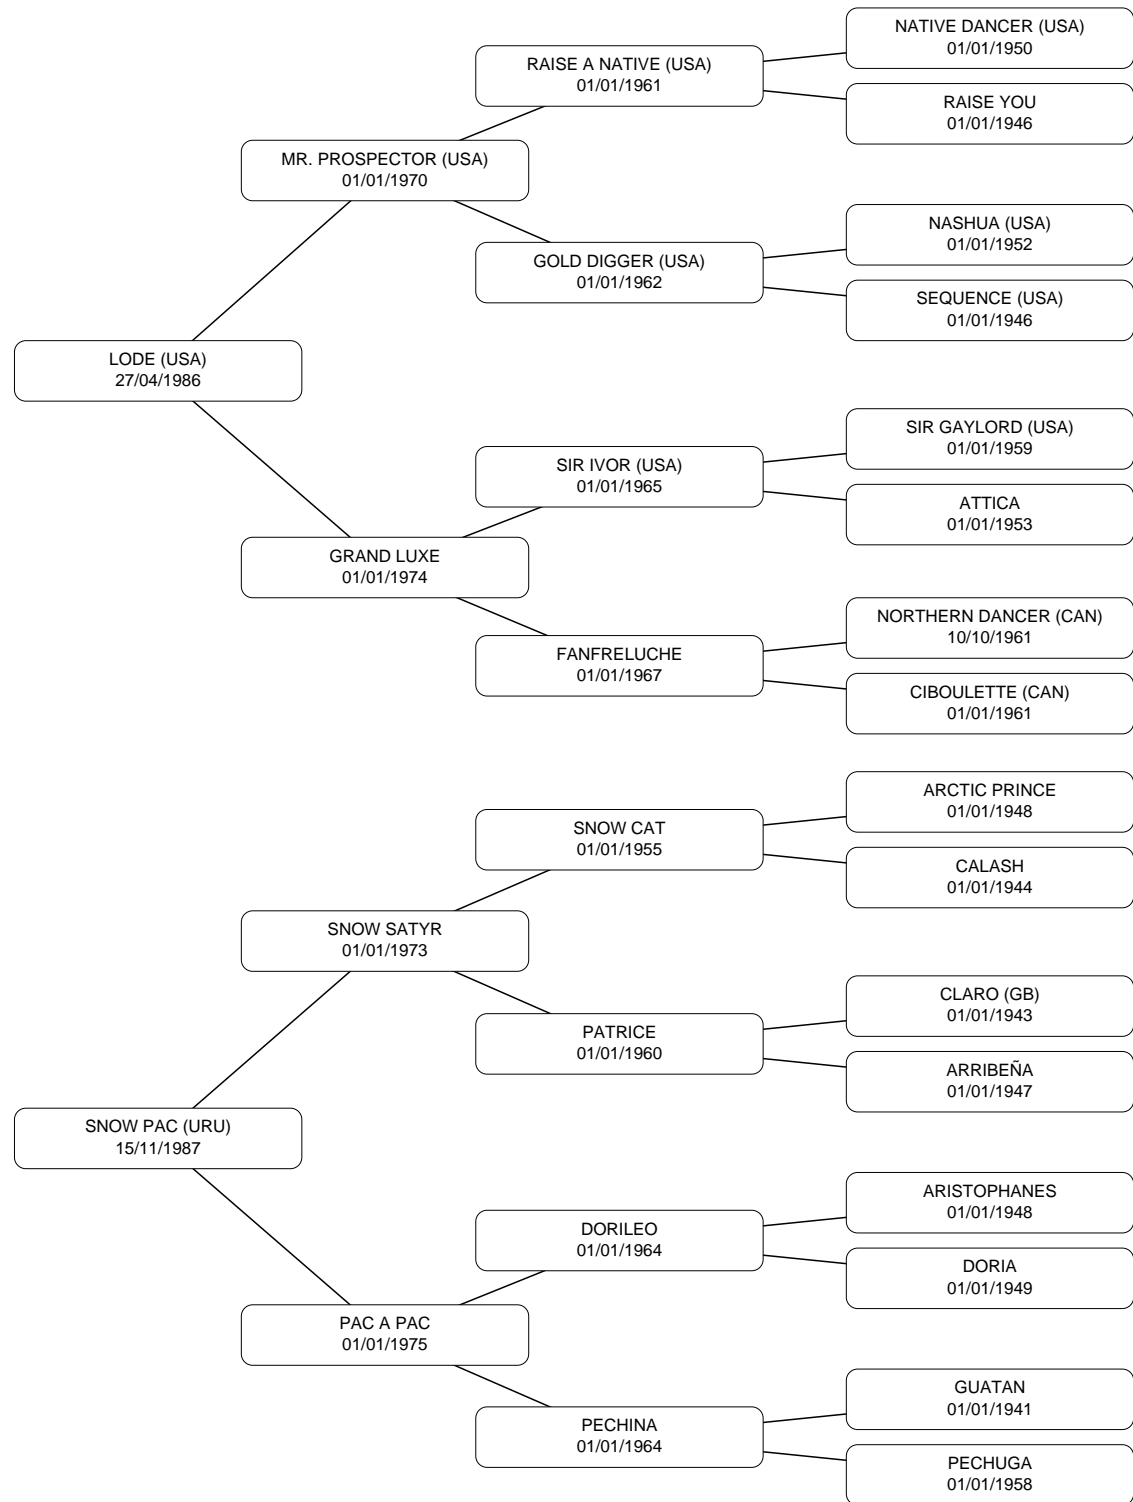 NATIVE DANCER (USA)
01/01/1950
RAISE A NATIVE (USA)
01/01/1961
RAISE YOU
01/01/1946
MR. PROSPECTOR (USA)
01/01/1970
NASHUA (USA)
01/01/1952
GOLD DIGGER (USA)
01/01/1962
SEQUENCE (USA)
01/01/1946
LODE (USA)
27/04/1986
SIR GAYLORD (USA)
01/01/1959
SIR IVOR (USA)
01/01/1965
ATTICA
01/01/1953
GRAND LUXE
01/01/1974
NORTHERN DANCER (CAN)
10/10/1961
FANFRELUCHE
01/01/1967
CIBOULETTE (CAN)
01/01/1961
ARCTIC PRINCE
01/01/1948
SNOW CAT
01/01/1955
CALASH
01/01/1944
SNOW SATYR
01/01/1973
CLARO (GB)
01/01/1943
PATRICE
01/01/1960
ARRIBEÑA
01/01/1947
SNOW PAC (URU)
15/11/1987
ARISTOPHANES
01/01/1948
DORILEO
01/01/1964
DORIA
01/01/1949
PAC A PAC
01/01/1975
GUATAN
01/01/1941
PECHINA
01/01/1964
PECHUGA
01/01/1958